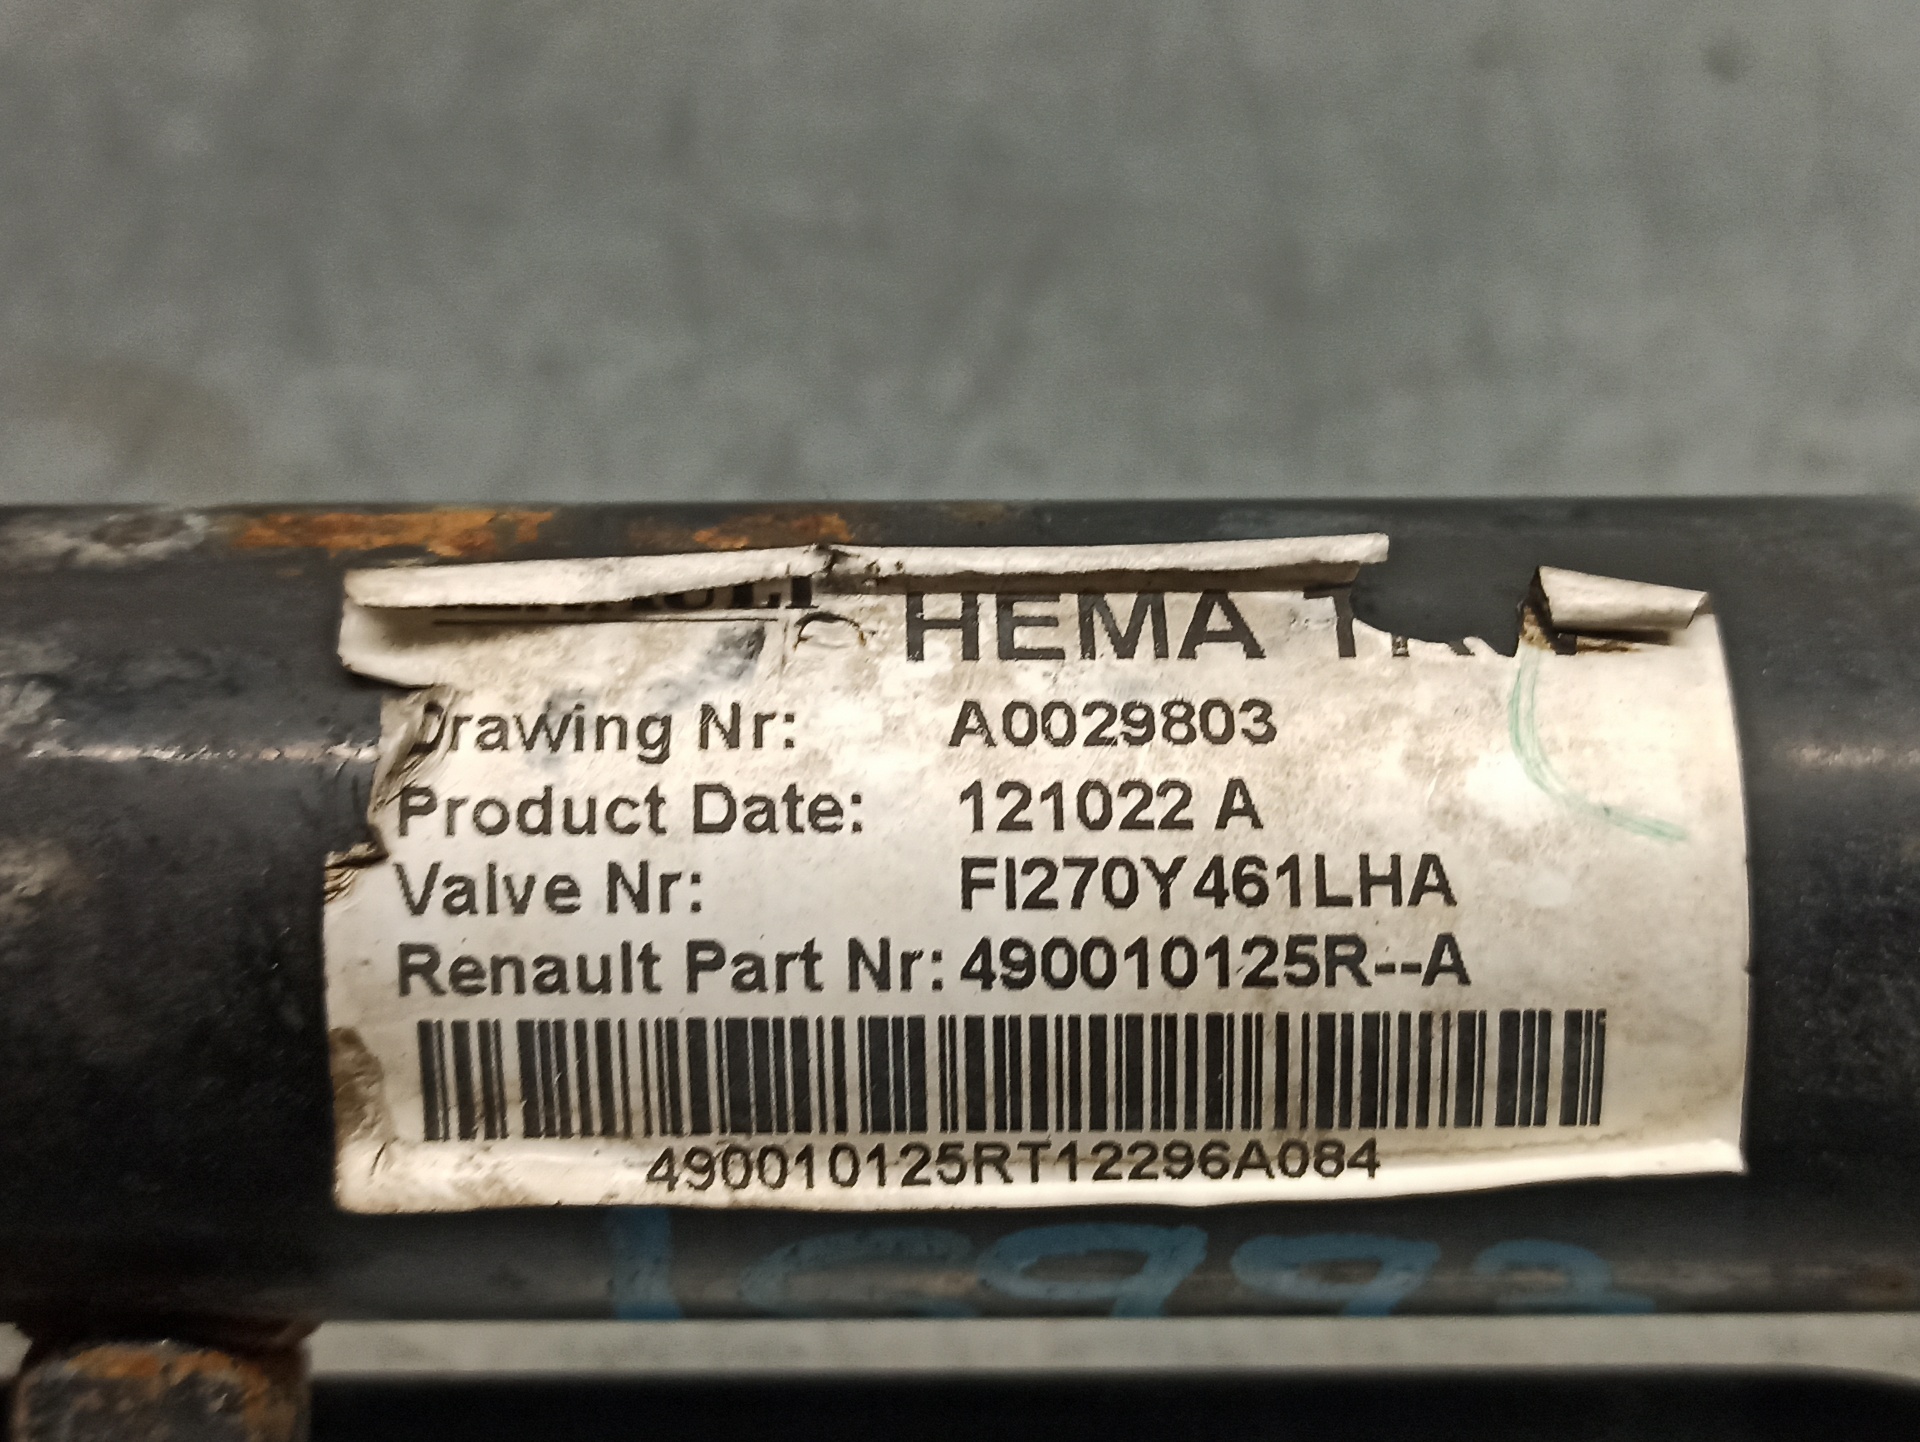 HEMA
Drawing Nr: A0029803
Product Date: 121022 A
Valve Nr: FI270Y461LHA
Renault Part Nr: 490010125R--A
490010125RT12296A084